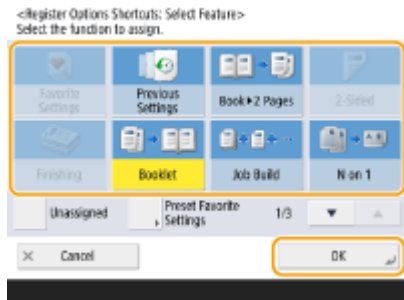 <Register Options Shortcuts: Select Feature>
Select the function to assign.
Favorite Settings
Previous Settings
Book▶2 Pages
2-Sided
Finishing
Booklet
Job Build
N on 1
Unassigned
Preset Favorite Settings
1/3
× Cancel
OK